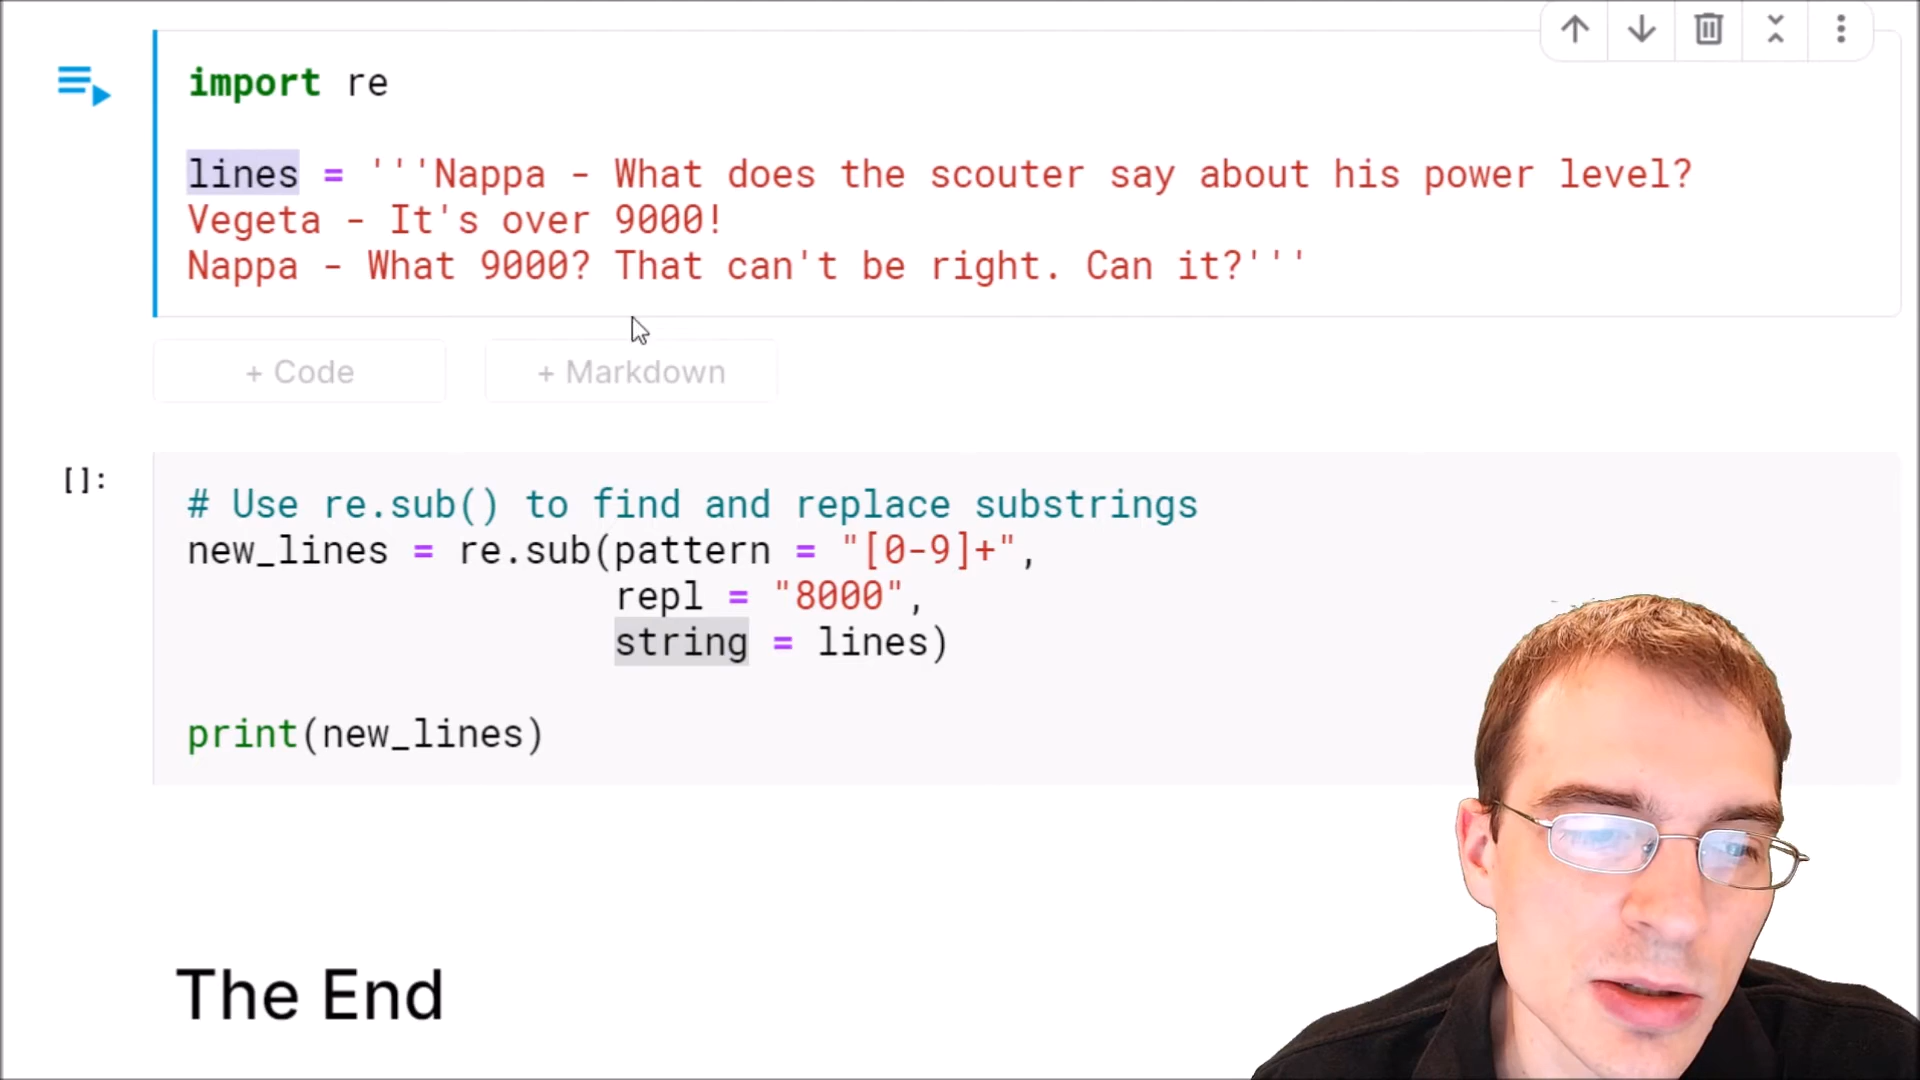 import re
lines = '''Nappa - What does the scouter say about his power level?
Vegeta - It's over 9000!
Nappa - What 9000? That can't be right. Can it?'''
+ Code
+ Markdown
[]:
# Use re.sub() to find and replace substrings
new_lines = re.sub(pattern = "[0-9]+",
repl = "8000",
string = lines)
print(new_lines)
The End